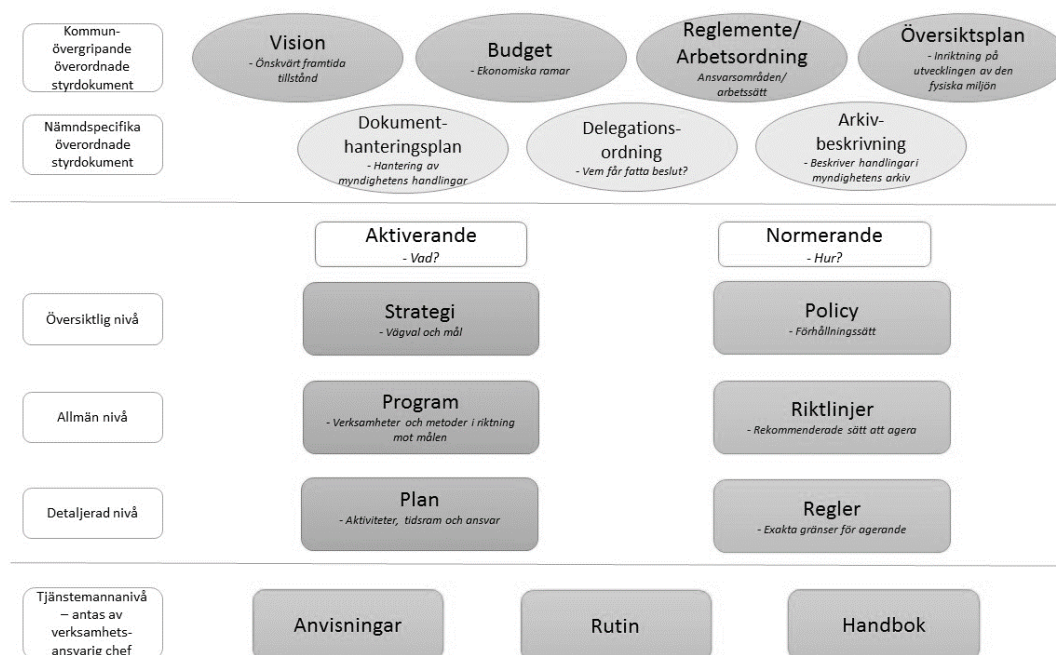 Kommun-
övergripande
överordnade
styrdokument
Vision
- Önskvärt framtida
tillstånd
Budget
- Ekonomiska ramar
Reglemente/
Arbetsordning
Ansvarsområden/
arbetssätt
Översiktsplan
- Inriktning på
utvecklingen av den
fysiska miljön
Nämndspecifika
överordnade
styrdokument
Dokument-
hanteringsplan
- Hantering av
myndighetens handlingar
Delegations-
ordning
- Vem får fatta beslut?
Arkiv-
beskrivning
- Beskriver handlingar i
myndighetens arkiv
Aktiverande
- Vad?
Normerande
- Hur?
Översiktlig nivå
Strategi
- Vägval och mål
Policy
- Förhållningssätt
Allmän nivå
Program
- Verksamheter och metoder i riktning
mot målen
Riktlinjer
- Rekommenderade sätt att agera
Detaljerad nivå
Plan
- Aktiviteter, tidsram och ansvar
Regler
- Exakta gränser för agerande
Tjänstemannanivå
– antas av
verksamhets-
ansvarig chef
Anvisningar
Rutin
Handbok